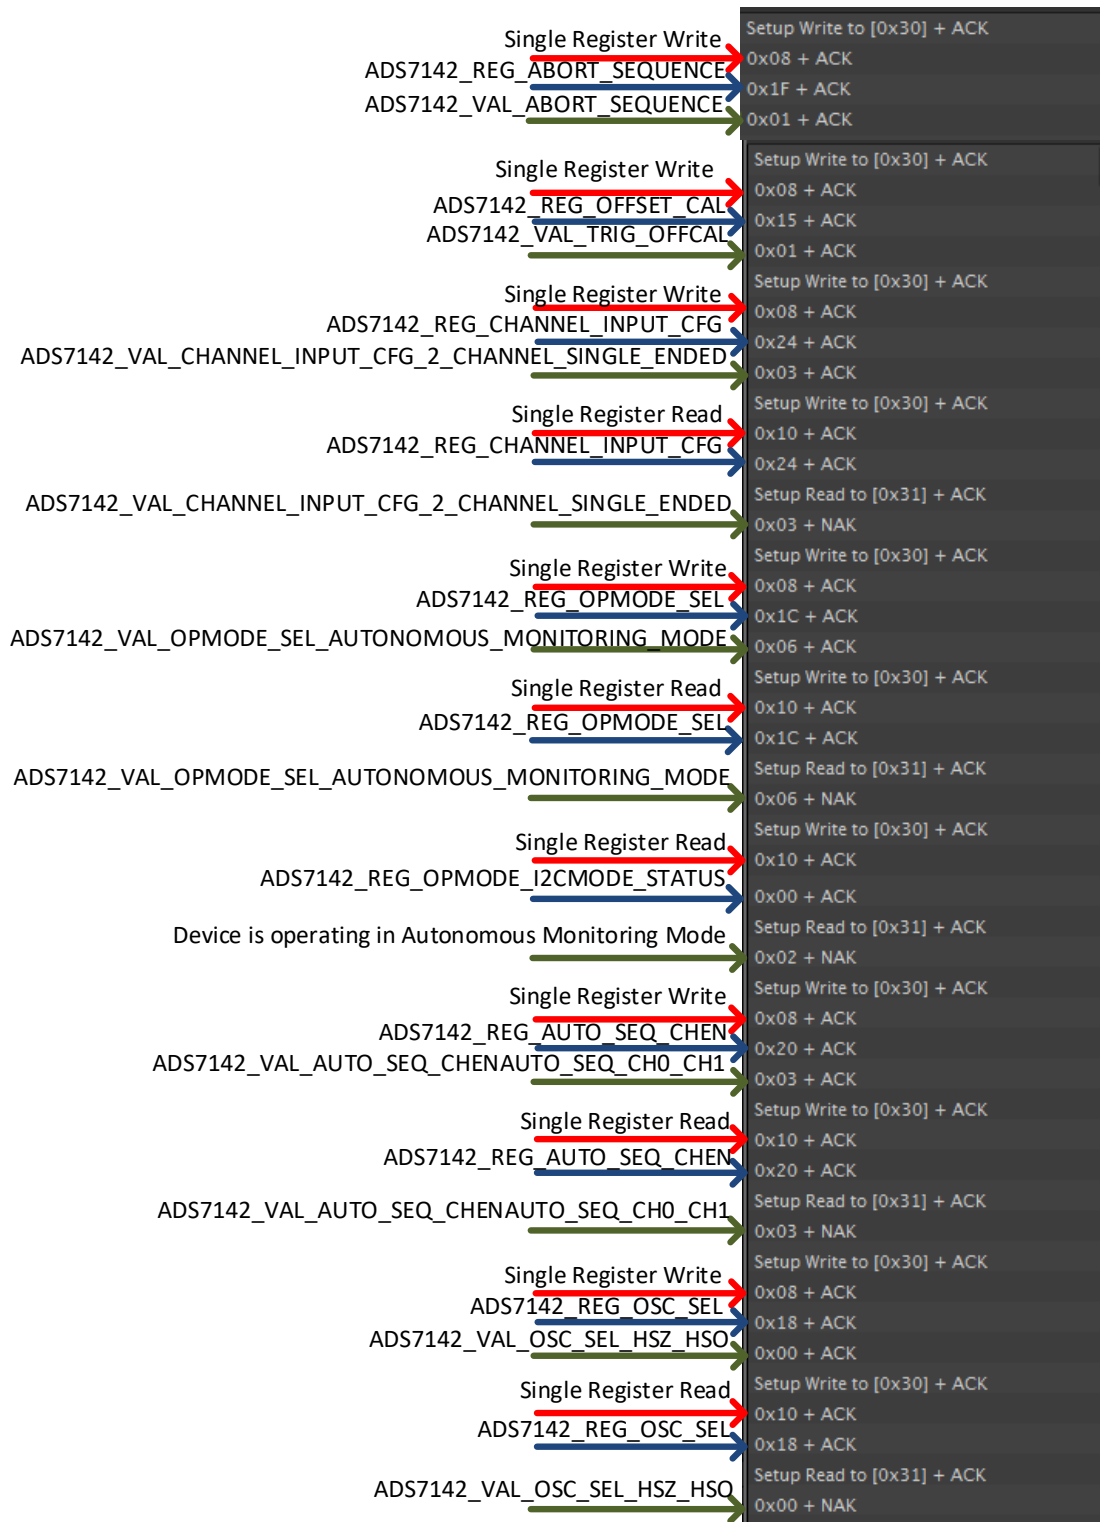 Setup Write to [0x30] + ACK
Single Register Write
0x08 + ACK
ADS7142_REG_ABORT_SEQUENCE
0x1F + ACK
ADS7142_VAL_ABORT_SEQUENCE
0x01 + ACK
Setup Write to [0x30] + ACK
Single Register Write
0x08 + ACK
ADS7142_REG_OFFSET_CAL
0x15 + ACK
ADS7142_VAL_TRIG_OFFCAL
0x01 + ACK
Setup Write to [0x30] + ACK
Single Register Write
0x08 + ACK
ADS7142_REG_CHANNEL_INPUT_CFG
0x24 + ACK
ADS7142_VAL_CHANNEL_INPUT_CFG_2_CHANNEL_SINGLE_ENDED
0x03 + ACK
Setup Write to [0x30] + ACK
Single Register Read
0x10 + ACK
ADS7142_REG_CHANNEL_INPUT_CFG
0x24 + ACK
Setup Read to [0x31] + ACK
ADS7142_VAL_CHANNEL_INPUT_CFG_2_CHANNEL_SINGLE_ENDED
0x03 + NAK
Setup Write to [0x30] + ACK
Single Register Write
0x08 + ACK
ADS7142_REG_OPMODE_SEL
0x1C + ACK
ADS7142_VAL_OPMODE_SEL_AUTONOMOUS_MONITORING_MODE
0x06 + ACK
Setup Write to [0x30] + ACK
Single Register Read
0x10 + ACK
ADS7142_REG_OPMODE_SEL
0x1C + ACK
Setup Read to [0x31] + ACK
ADS7142_VAL_OPMODE_SEL_AUTONOMOUS_MONITORING_MODE
0x06 + NAK
Setup Write to [0x30] + ACK
Single Register Read
0x10 + ACK
ADS7142_REG_OPMODE_I2CMODE_STATUS
0x00 + ACK
Setup Read to [0x31] + ACK
Device is operating in Autonomous Monitoring Mode
0x02 + NAK
Setup Write to [0x30] + ACK
Single Register Write
0x08 + ACK
ADS7142_REG_AUTO_SEQ_CHEN
0x20 + ACK
ADS7142_VAL_AUTO_SEQ_CHENAUTO_SEQ_CH0_CH1
0x03 + ACK
Setup Write to [0x30] + ACK
Single Register Read
0x10 + ACK
ADS7142_REG_AUTO_SEQ_CHEN
0x20 + ACK
Setup Read to [0x31] + ACK
ADS7142_VAL_AUTO_SEQ_CHENAUTO_SEQ_CH0_CH1
0x03 + NAK
Setup Write to [0x30] + ACK
Single Register Write
0x08 + ACK
ADS7142_REG_OSC_SEL
0x18 + ACK
ADS7142_VAL_OSC_SEL_HSZ_HSO
0x00 + ACK
Setup Write to [0x30] + ACK
Single Register Read
0x10 + ACK
ADS7142_REG_OSC_SEL
0x18 + ACK
Setup Read to [0x31] + ACK
ADS7142_VAL_OSC_SEL_HSZ_HSO
0x00 + NAK